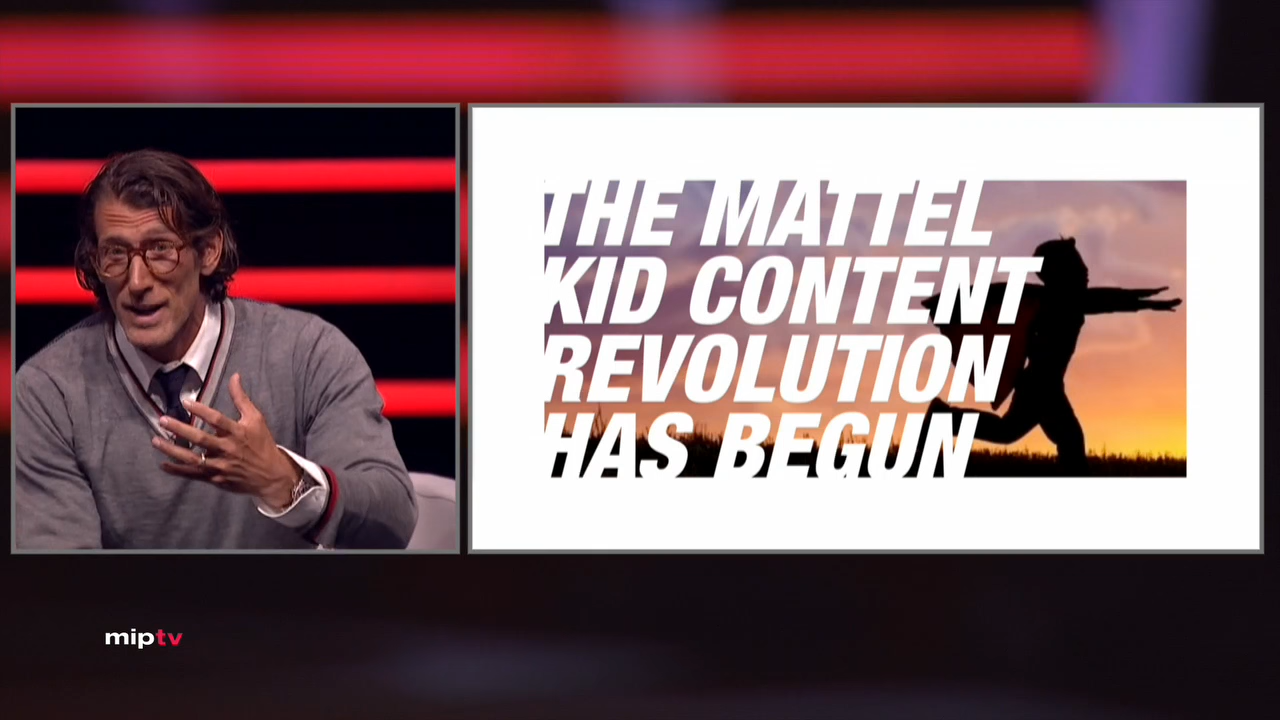 THE MATTEL
KID CONTENT
REVOLUTION
HAS BEGUN
miptv